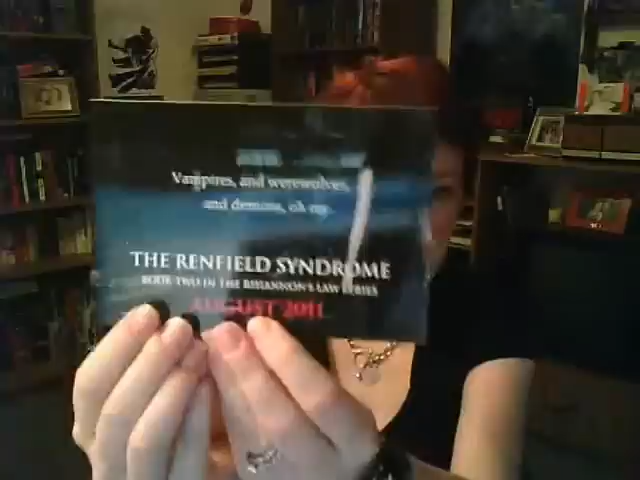 Vampires, and werewolves,
and demons, oh my.
THE RENFIELD SYNDROME
BOOK TWO IN THE RHIANNON'S LAW SERIES
AUGUST 2011